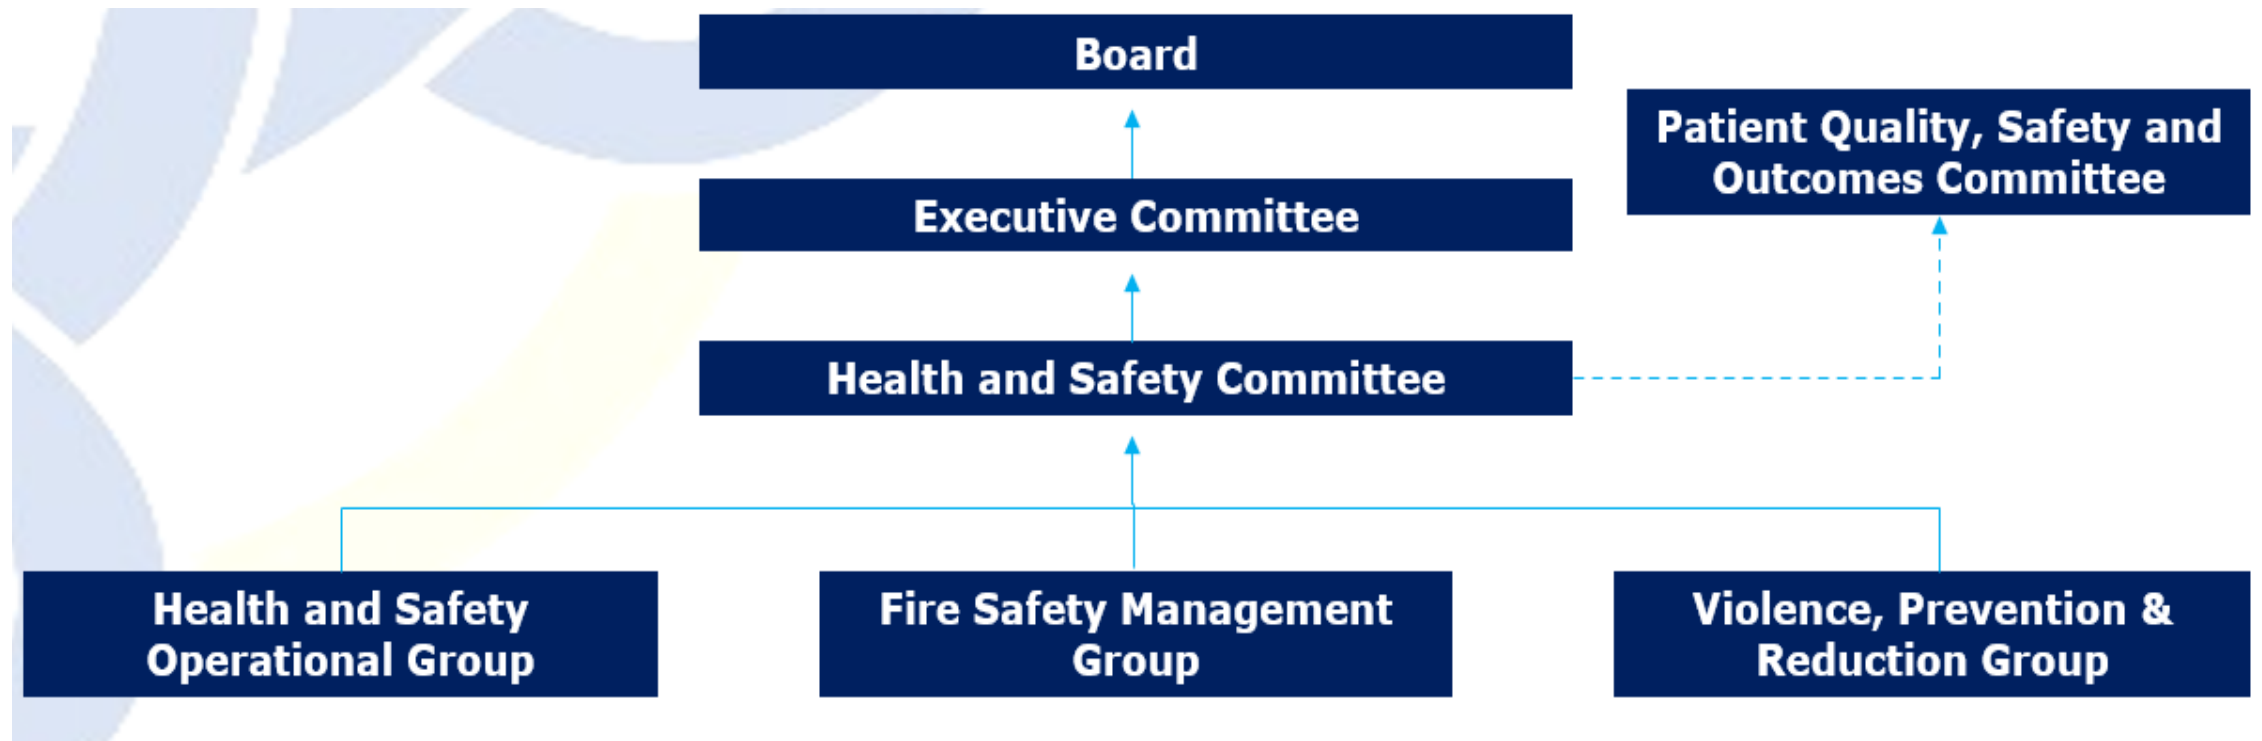 Board
Patient Quality, Safety and
Outcomes Committee
Executive Committee
Health and Safety Committee
Health and Safety
Operational Group
Fire Safety Management
Group
Violence, Prevention &
Reduction Group